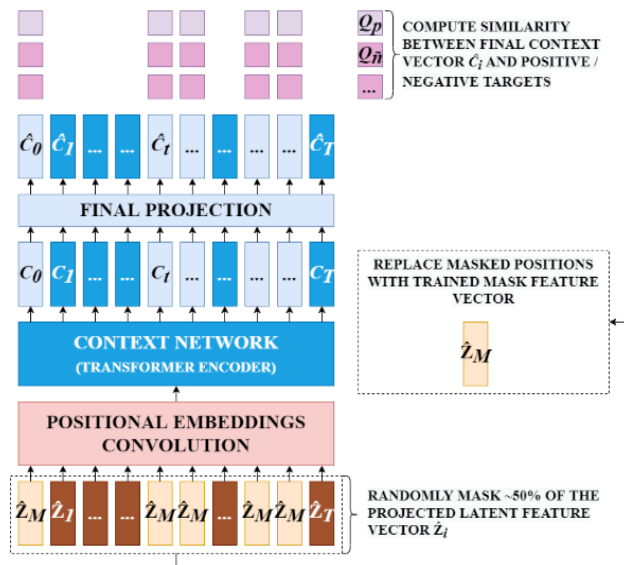 Qp
Qñ
...
COMPUTE SIMILARITY
BETWEEN FINAL CONTEXT
VECTOR Ĉi AND POSITIVE /
NEGATIVE TARGETS
Ĉ0 Ĉ1 ... ... Ĉt ... ... ... ... ĈT
FINAL PROJECTION
C0 C1 ... ... Ct ... ... ... ... CT
CONTEXT NETWORK
(TRANSFORMER ENCODER)
POSITIONAL EMBEDDINGS
CONVOLUTION
ẐM Ẑ1 ... ... ẐM ẐM ... ẐM ẐM ẐT
REPLACE MASKED POSITIONS
WITH TRAINED MASK FEATURE
VECTOR
ẐM
RANDOMLY MASK ~50% OF THE
PROJECTED LATENT FEATURE
VECTOR Ẑi